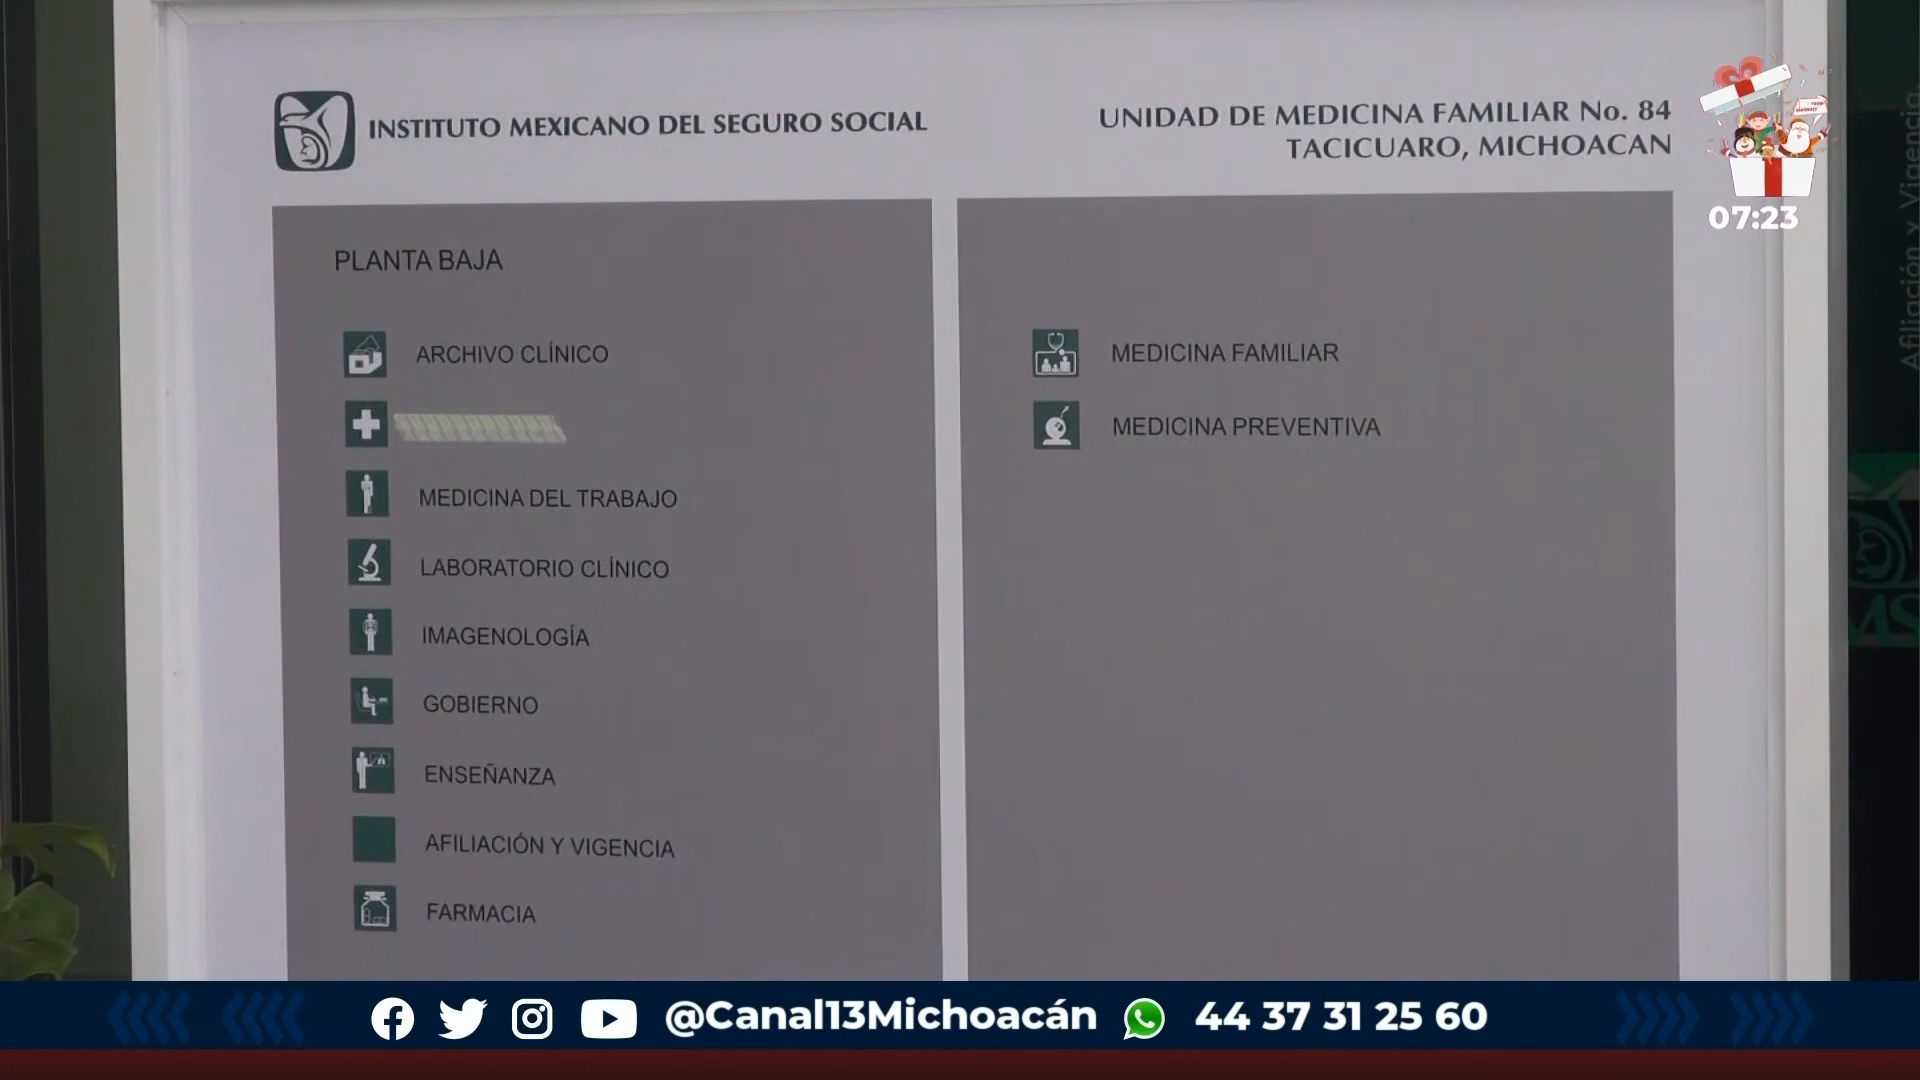 INSTITUTO MEXICANO DEL SEGURO SOCIAL
UNIDAD DE MEDICINA FAMILIAR No. 84
TACICUARO, MICHOACAN
07:23
PLANTA BAJA
ARCHIVO CLÍNICO
MEDICINA DEL TRABAJO
LABORATORIO CLÍNICO
IMAGENOLOGÍA
GOBIERNO
ENSEÑANZA
AFILIACIÓN Y VIGENCIA
FARMACIA
MEDICINA FAMILIAR
MEDICINA PREVENTIVA
Afiliación y Vigencia
@Canal13Michoacán
44 37 31 25 60